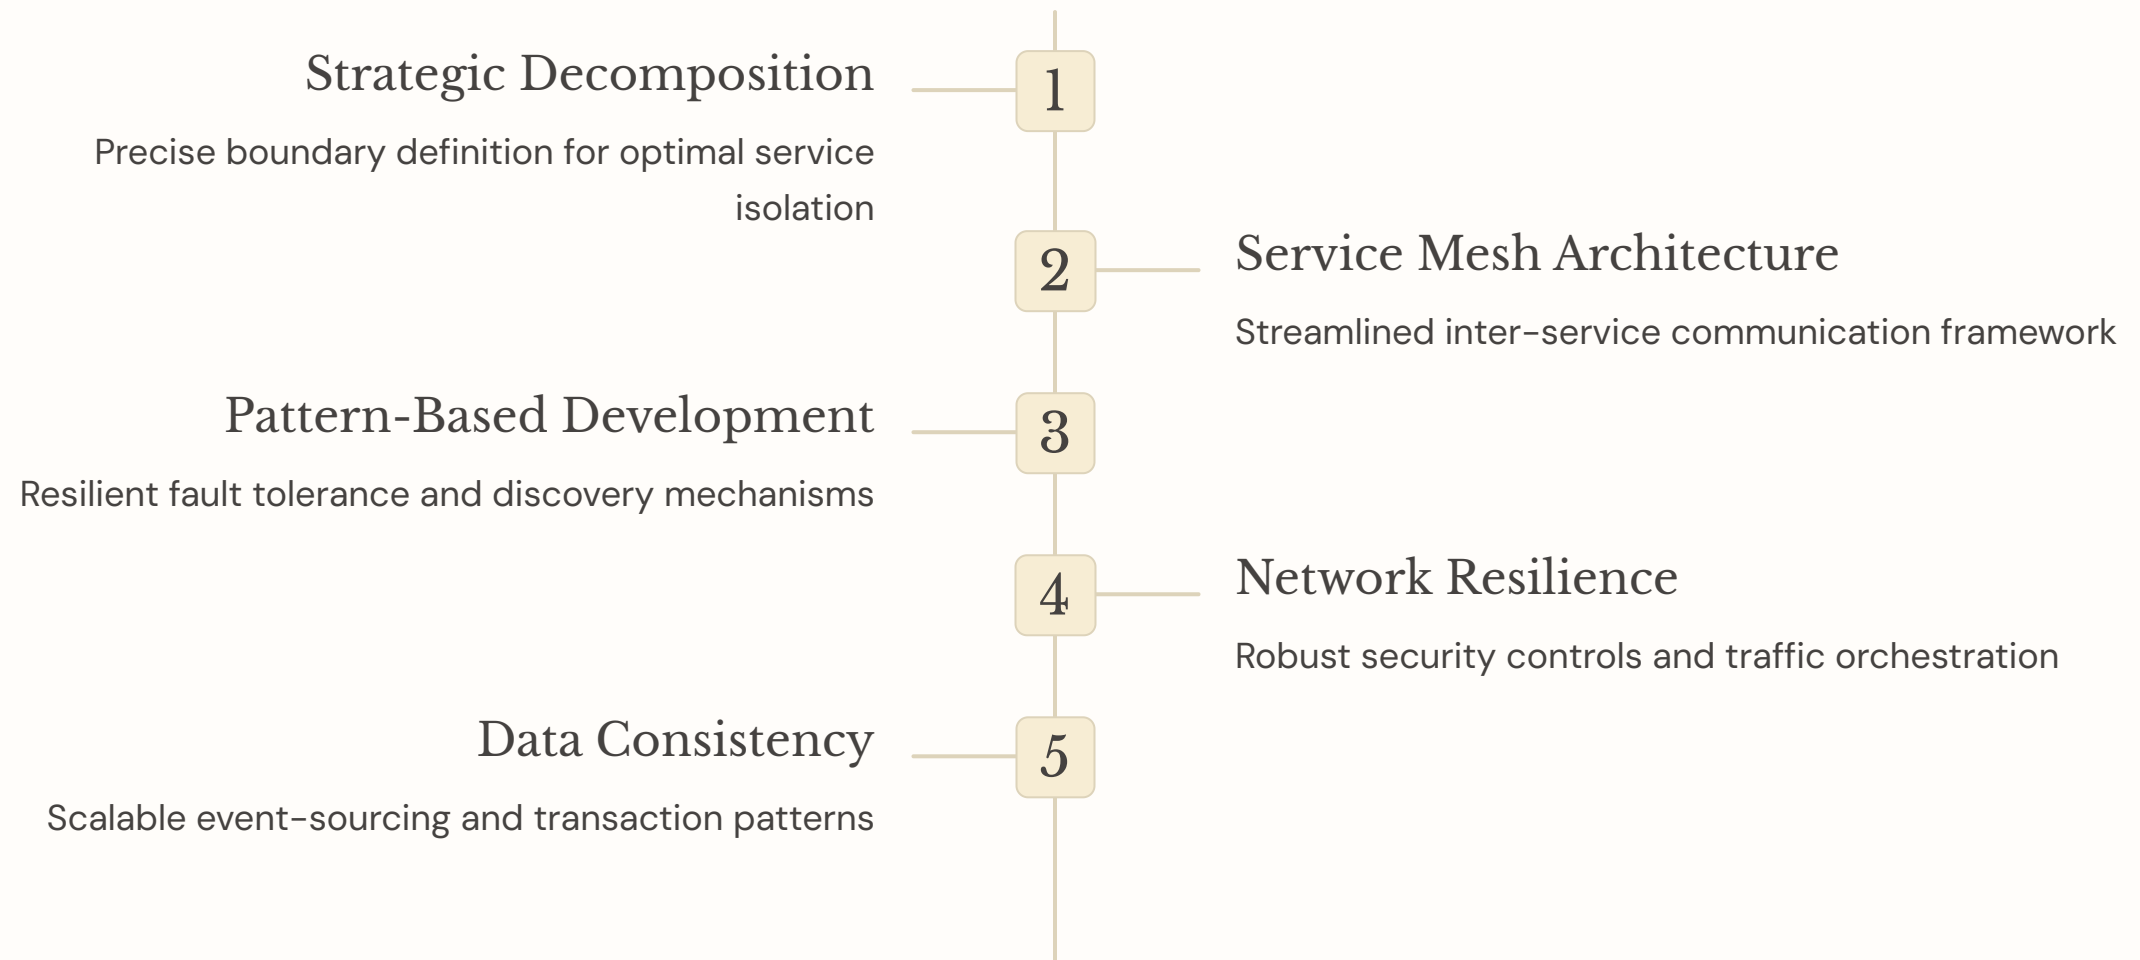 1
Strategic Decomposition
Precise boundary definition for optimal service
isolation
2
Service Mesh Architecture
Streamlined inter-service communication framework
3
Pattern-Based Development
Resilient fault tolerance and discovery mechanisms
4
Network Resilience
Robust security controls and traffic orchestration
5
Data Consistency
Scalable event-sourcing and transaction patterns